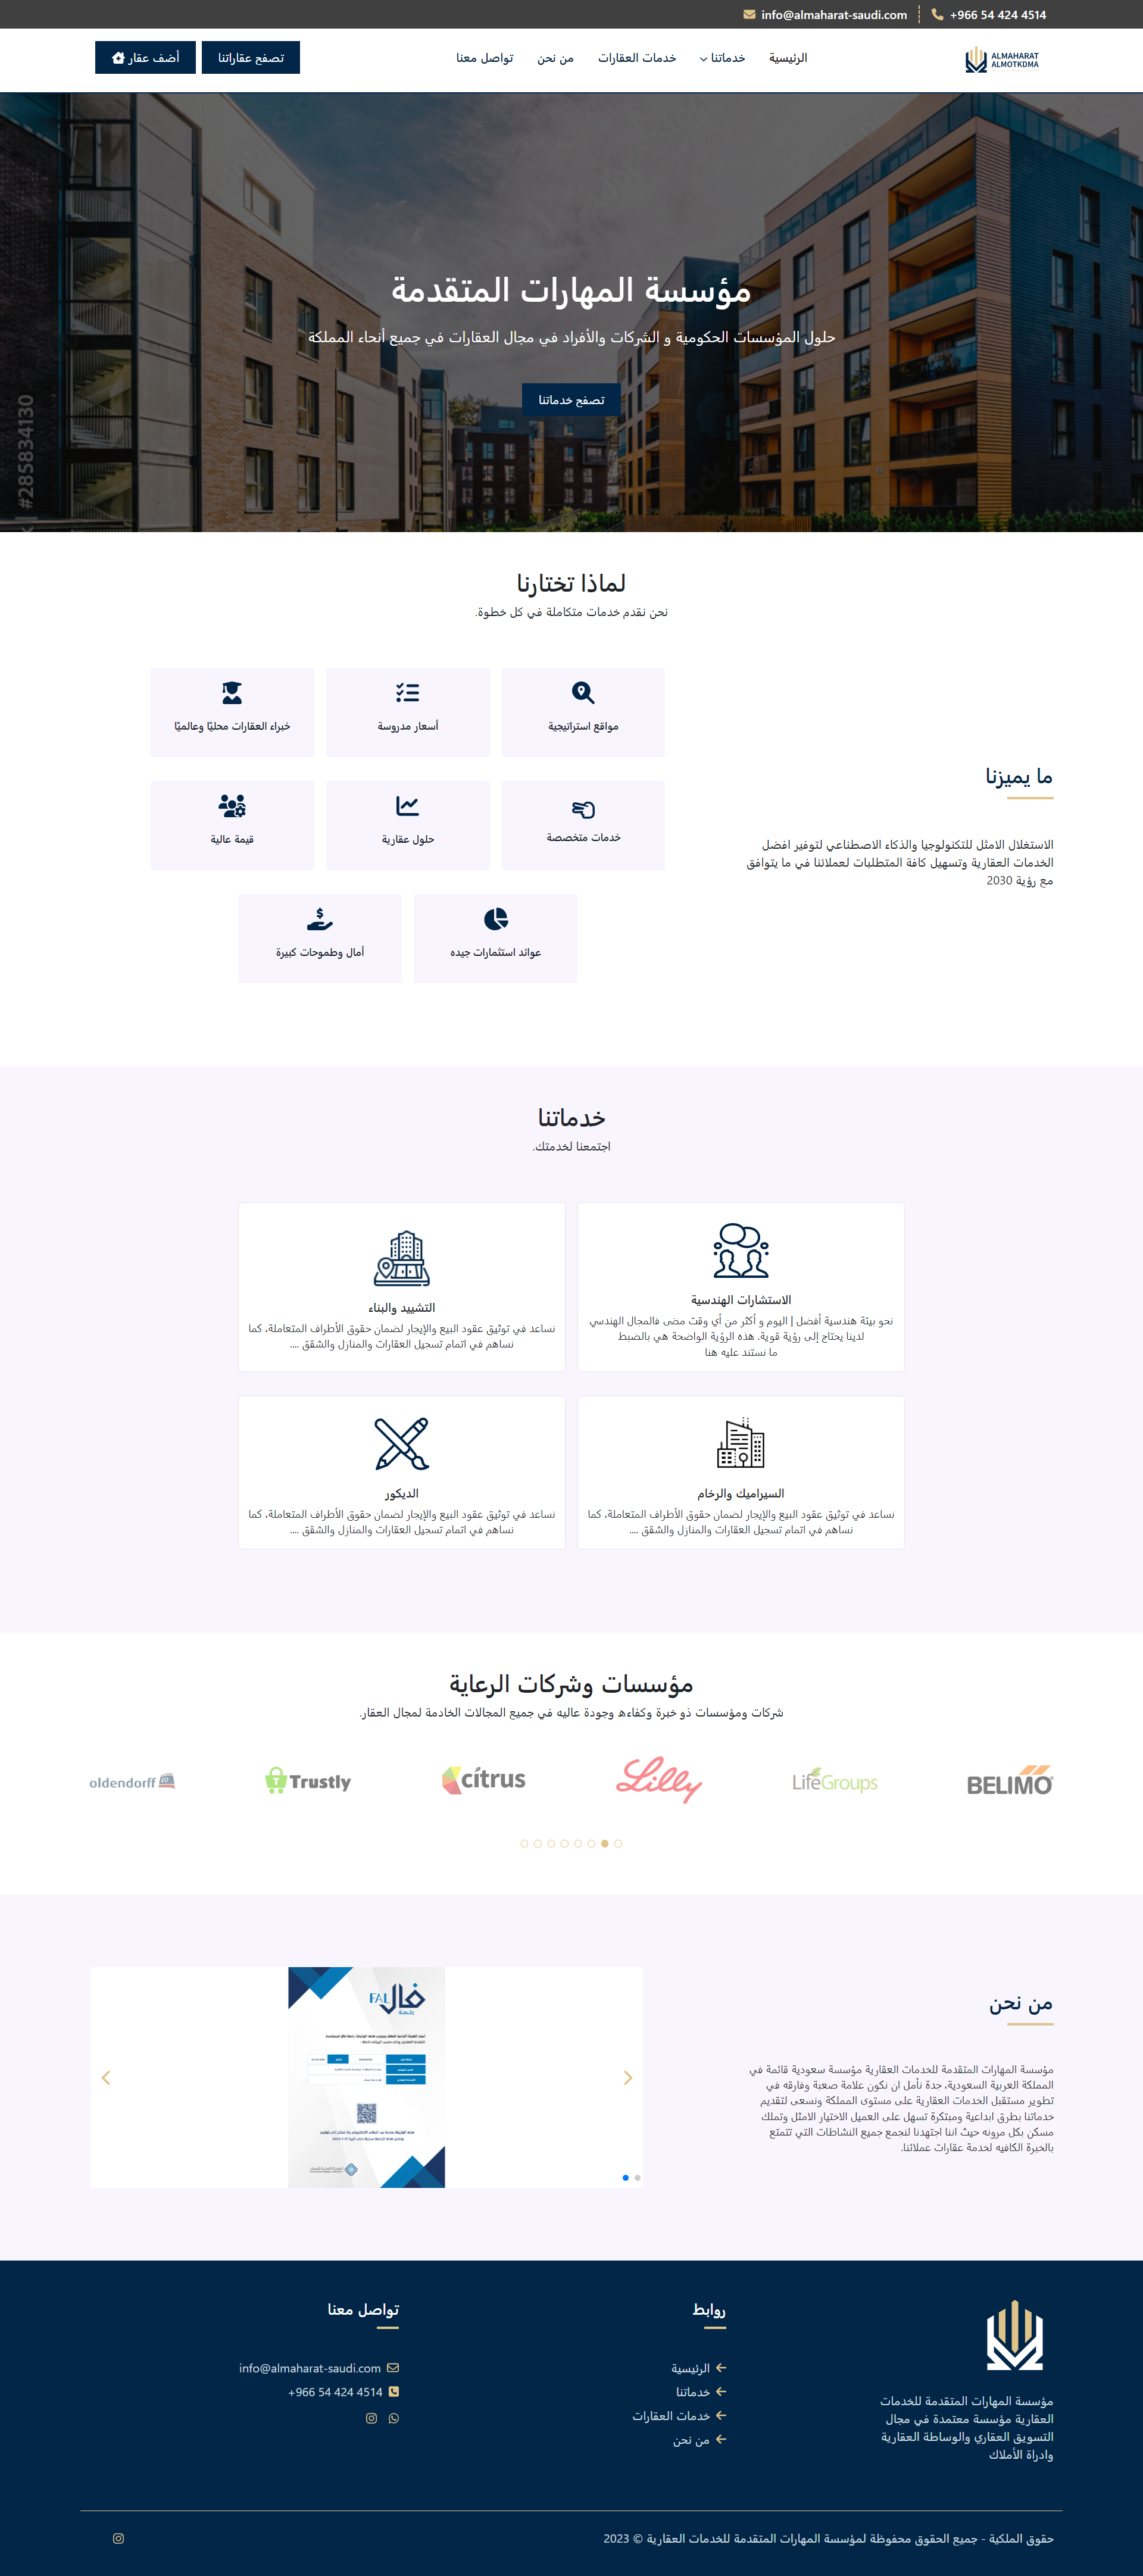 +966 54 424 4514
info@almaharat-saudi.com
ALMAHARAT
ALMOTKDMA
الرئيسية
خدماتنا
خدمات العقارات
من نحن
تواصل معنا
تصفح عقاراتنا
أضف عقار
مؤسسة المهارات المتقدمة
حلول المؤسسات الحكومية و الشركات والأفراد في مجال العقارات في جميع أنحاء المملكة
تصفح خدماتنا
#285834130
لماذا تختارنا
نحن نقدم خدمات متكاملة في كل خطوة.
ما يميزنا
الاستغلال الامثل للتكنولوجيا والذكاء الاصطناعي لتوفير افضل
الخدمات العقارية وتسهيل كافة المتطلبات لعملائنا في ما يتوافق
مع رؤية 2030
مواقع استراتيجية
أسعار مدروسة
خبراء العقارات محليًا وعالميًا
خدمات متخصصة
حلول عقارية
قيمة عالية
عوائد استثمارات جيده
أمال وطموحات كبيرة
خدماتنا
اجتمعنا لخدمتك.
الاستشارات الهندسية
نحو بيئة هندسية أفضل | اليوم و أكثر من أي وقت مضى فالمجال الهندسي
لدينا يحتاج إلى رؤية قوية. هذه الرؤية الواضحة هي بالضبط
ما نستند عليه هنا
التشييد والبناء
نساعد في توثيق عقود البيع والإيجار لضمان حقوق الأطراف المتعاملة، كما
نساهم في اتمام تسجيل العقارات والمنازل والشقق ....
السيراميك والرخام
نساعد في توثيق عقود البيع والإيجار لضمان حقوق الأطراف المتعاملة، كما
نساهم في اتمام تسجيل العقارات والمنازل والشقق ....
الديكور
نساعد في توثيق عقود البيع والإيجار لضمان حقوق الأطراف المتعاملة، كما
نساهم في اتمام تسجيل العقارات والمنازل والشقق ....
مؤسسات وشركات الرعاية
شركات ومؤسسات ذو خبرة وكفاءه وجودة عاليه في جميع المجالات الخادمة لمجال العقار.
BELIMO
LifeGroups
Lilly
citrus
Trustly
oldendorff
من نحن
مؤسسة المهارات المتقدمة للخدمات العقارية مؤسسة سعودية قائمة في
المملكة العربية السعودية، جدة نأمل ان نكون علامة صعبة وفارقه في
تطوير مستقبل الخدمات العقارية على مستوى المملكة ونسعى لتقديم
خدماتنا بطرق ابداعية ومبتكرة تسهل على العميل الاختيار الامثل وتملك
مسكن بكل مرونه حيث اننا اجتهدنا لنجمع جميع النشاطات التي تتمتع
بالخبرة الكافيه لخدمة عقارات عملائنا.
فال FAL
رخصة
مؤسسة المهارات المتقدمة للخدمات
العقارية مؤسسة معتمدة في مجال
التسويق العقاري والوساطة العقارية
وادراة الأملاك
روابط
الرئيسية
خدماتنا
خدمات العقارات
من نحن
تواصل معنا
info@almaharat-saudi.com
+966 54 424 4514
حقوق الملكية - جميع الحقوق محفوظة لمؤسسة المهارات المتقدمة للخدمات العقارية © 2023